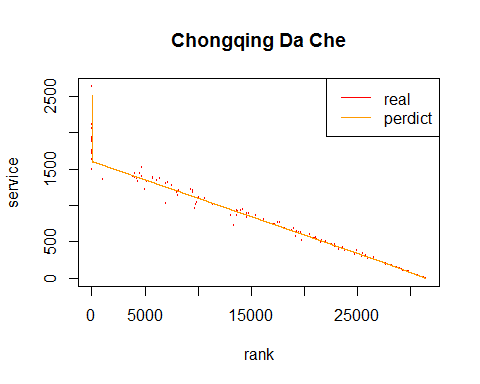 Chongqing Da Che
real
perdict
service
2500
1500
500
0
0 5000 15000 25000
rank